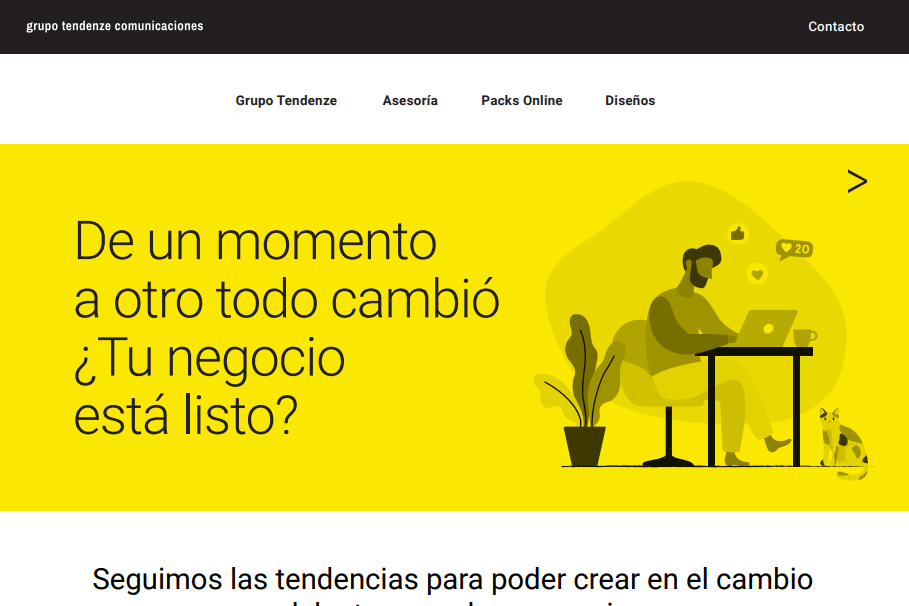 grupo tendenze comunicaciones
Contacto
Grupo Tendenze
Asesoría
Packs Online
Diseños
>
De un momento
a otro todo cambió
¿Tu negocio
está listo?
20
Seguimos las tendencias para poder crear en el cambio